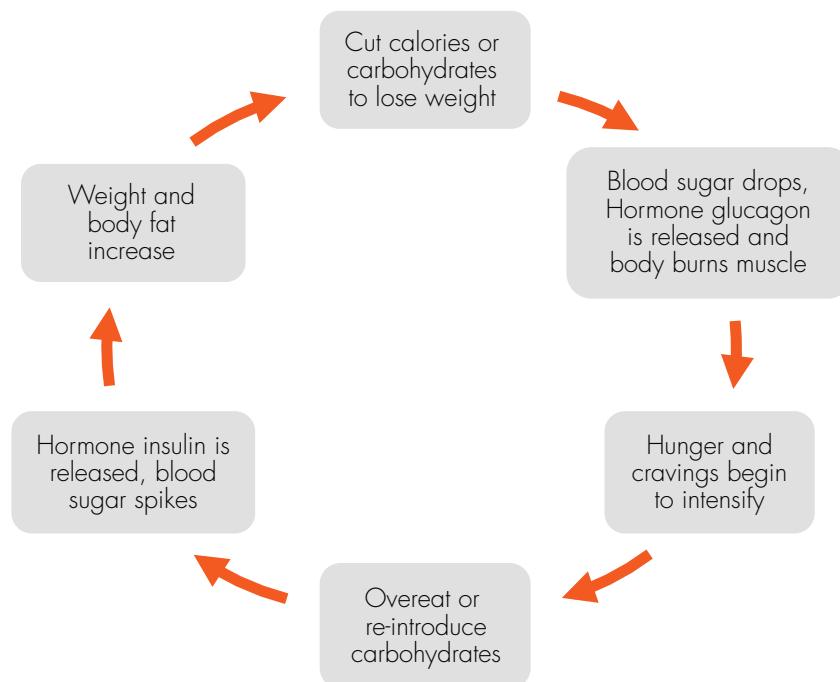 Cut calories or
carbohydrates
to lose weight
Blood sugar drops,
Hormone glucagon
is released and
body burns muscle
Hunger and
cravings begin
to intensify
Overeat or
re-introduce
carbohydrates
Hormone insulin is
released, blood
sugar spikes
Weight and
body fat
increase